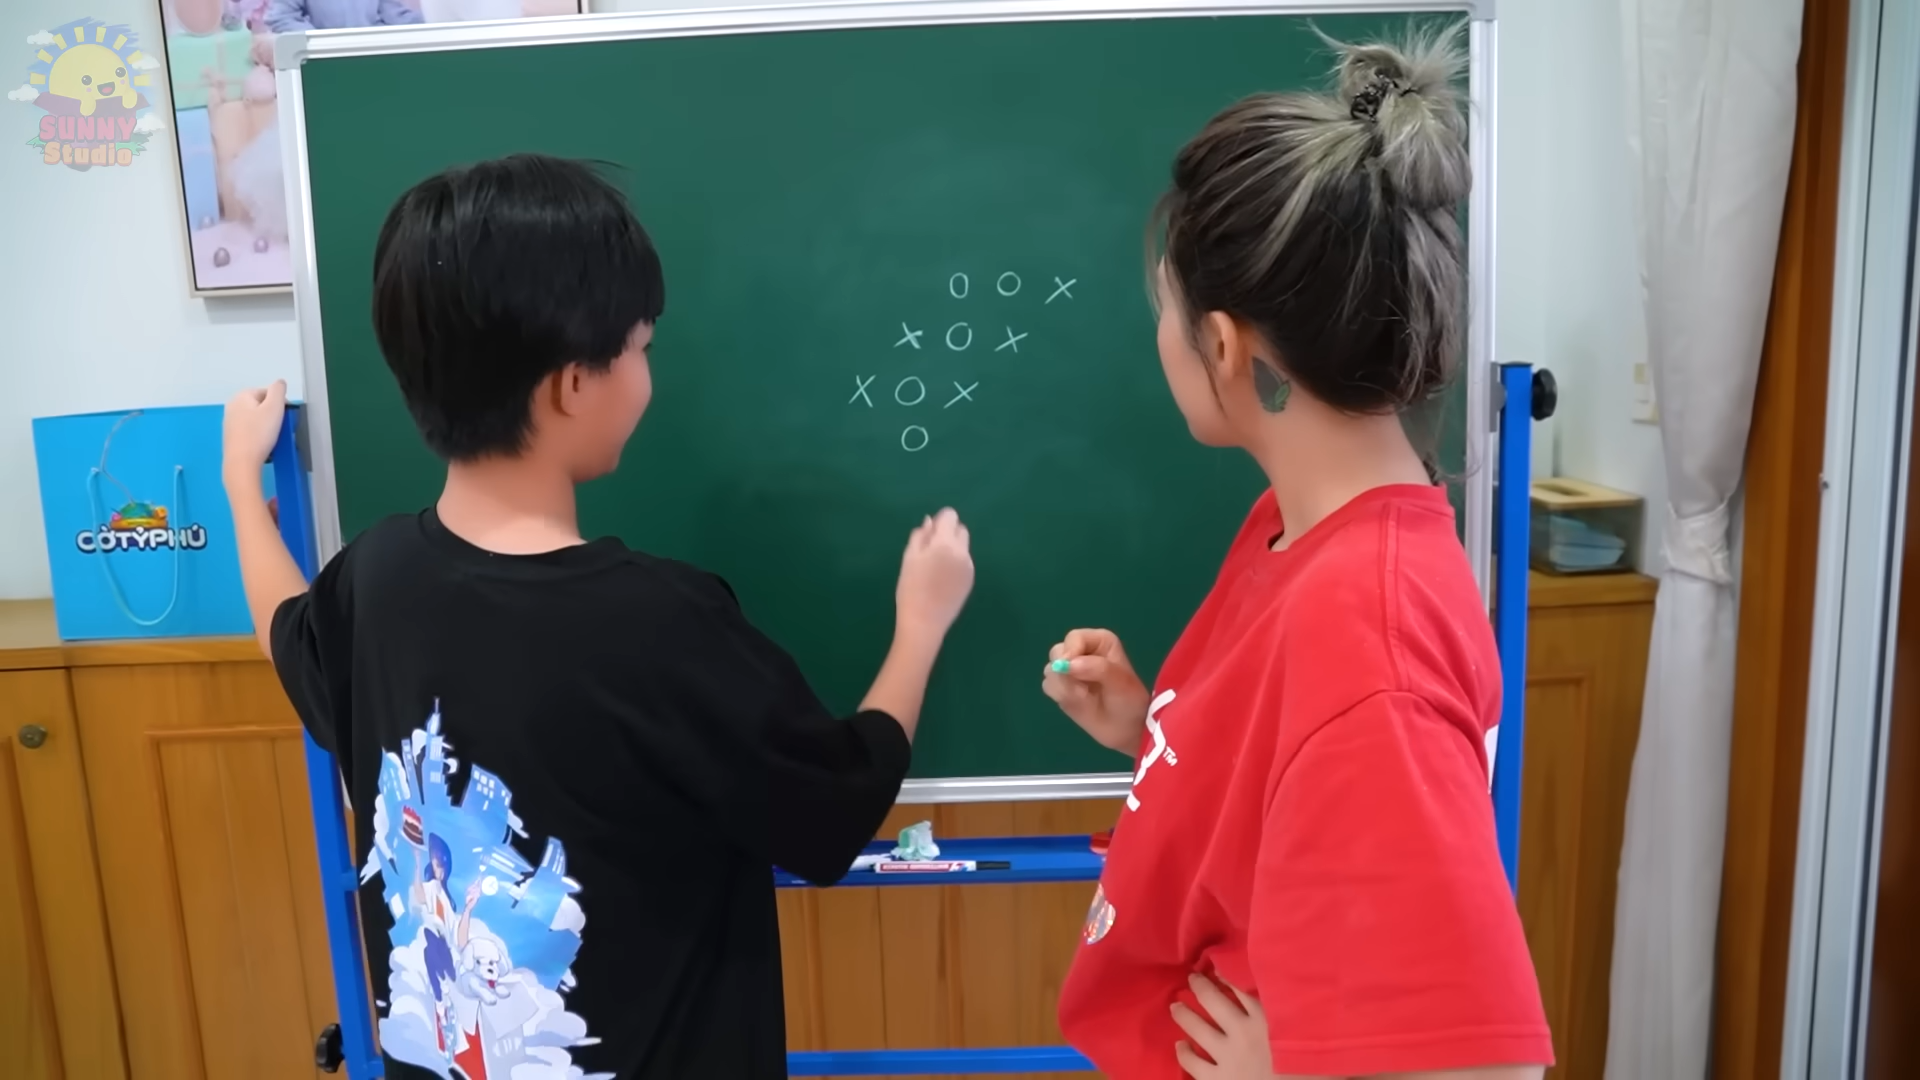 SUNNY
Studio
O O X
X O X
X O X
O
CỜTỶPHÚ